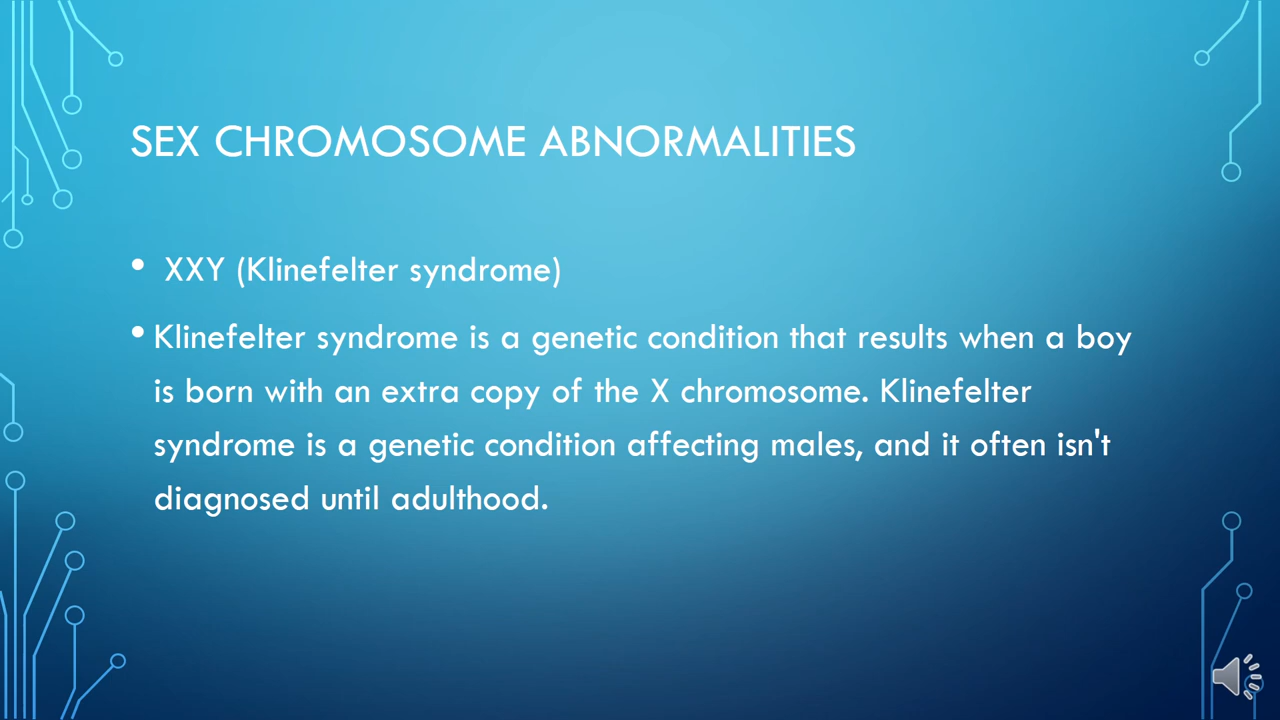 SEX CHROMOSOME ABNORMALITIES
• XXY (Klinefelter syndrome)
• Klinefelter syndrome is a genetic condition that results when a boy
is born with an extra copy of the X chromosome. Klinefelter
syndrome is a genetic condition affecting males, and it often isn't
diagnosed until adulthood.